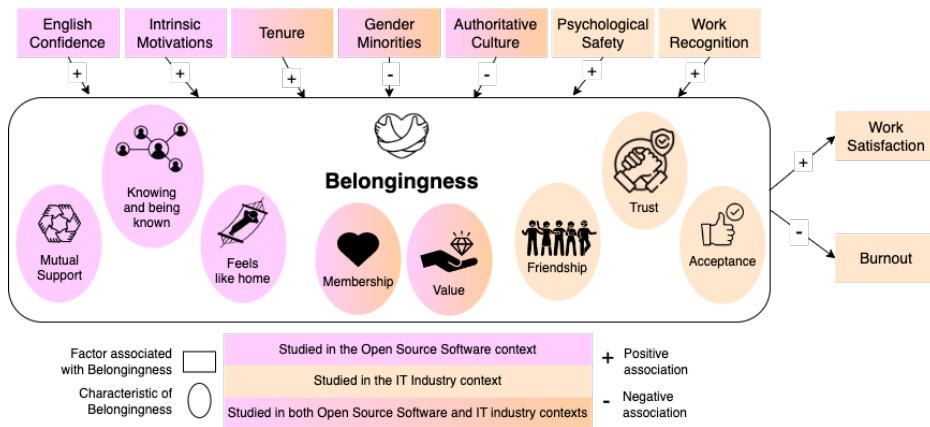 English
Confidence
Intrinsic
Motivations
Tenure
Gender
Minorities
Authoritative
Culture
Psychological
Safety
Work
Recognition
+
+
+
-
-
+
+
Belongingness
Mutual
Support
Knowing
and being
known
Feels
like home
Membership
Value
Friendship
Trust
Acceptance
+
-
Work
Satisfaction
Burnout
Factor associated
with Belongingness
Characteristic of
Belongingness
Studied in the Open Source Software context
Studied in the IT Industry context
Studied in both Open Source Software and IT industry contexts
+ Positive
association
- Negative
association